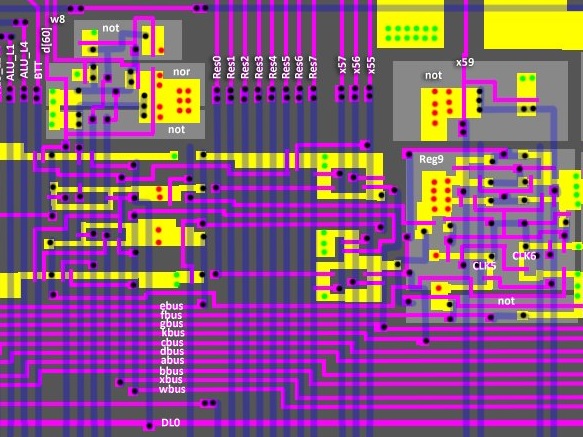 w8
d[60]
not
nor
not
ALU_L1
ALU_L4
BTT
Res0
Res1
Res2
Res3
Res4
Res5
Res6
Res7
x57
x56
x55
x59
not
Reg9
CLK5
CLK6
not
ebus
fbus
gbus
kbus
cbus
dbus
abus
bbus
xbus
wbus
DL0